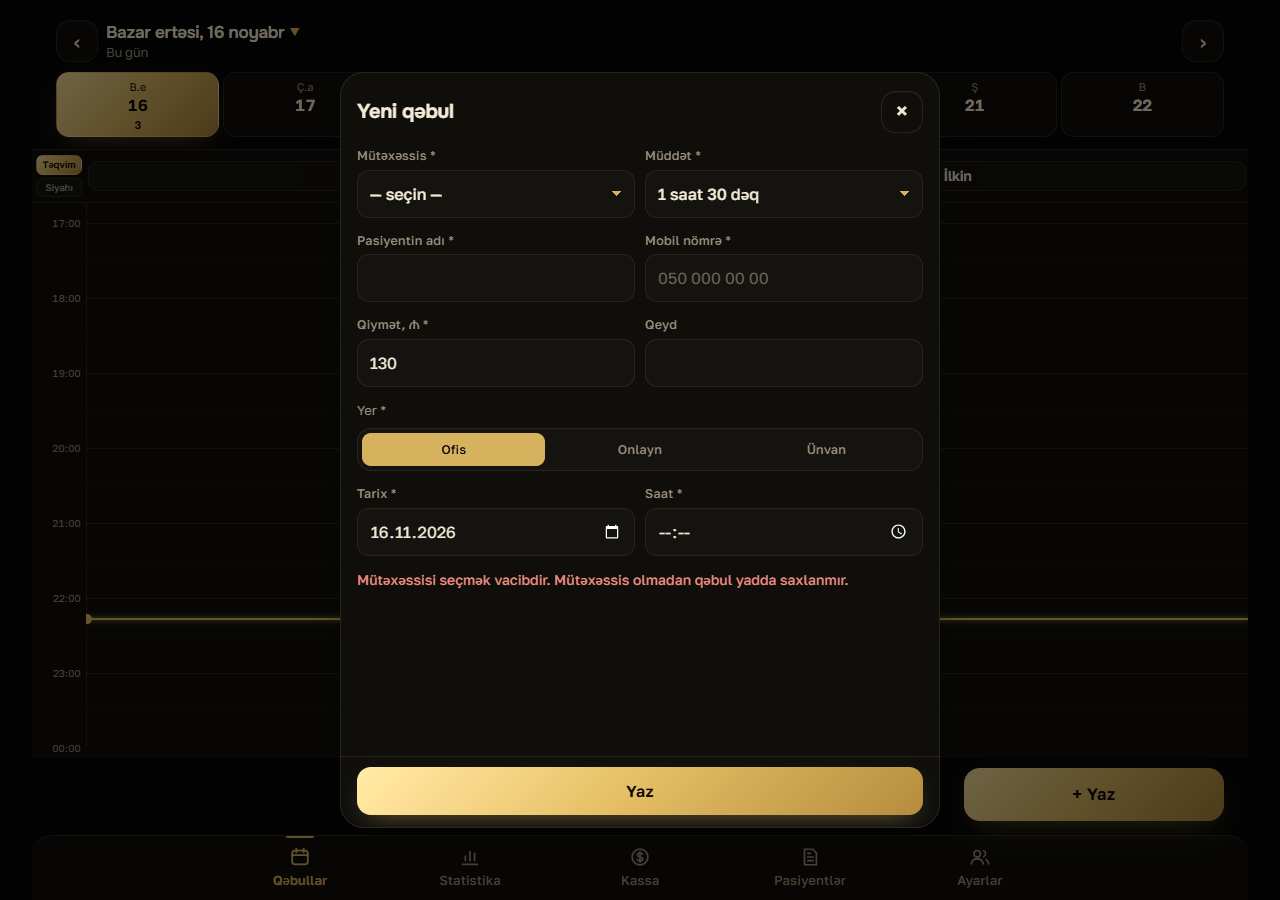 ‹ Bazar ertəsi, 16 noyabr ▼ ›
Bu gün
B.e Ç.a Ş B
16 17 21 22
3
Yeni qəbul ×
Təqvim
Siyahı
İlkin
Mütəxəssis * Müddət *
— seçin — 1 saat 30 dəq
17:00
Pasiyentin adı * Mobil nömrə *
050 000 00 00
18:00
Qiymət, ₼ * Qeyd
130
19:00
Yer *
20:00
Ofis Onlayn Ünvan
Tarix * Saat *
21:00
16.11.2026 --:--
Mütəxəssisi seçmək vacibdir. Mütəxəssis olmadan qəbul yadda saxlanmır.
22:00
23:00
00:00
Yaz + Yaz
Qəbullar Statistika Kassa Pasiyentlər Ayarlar